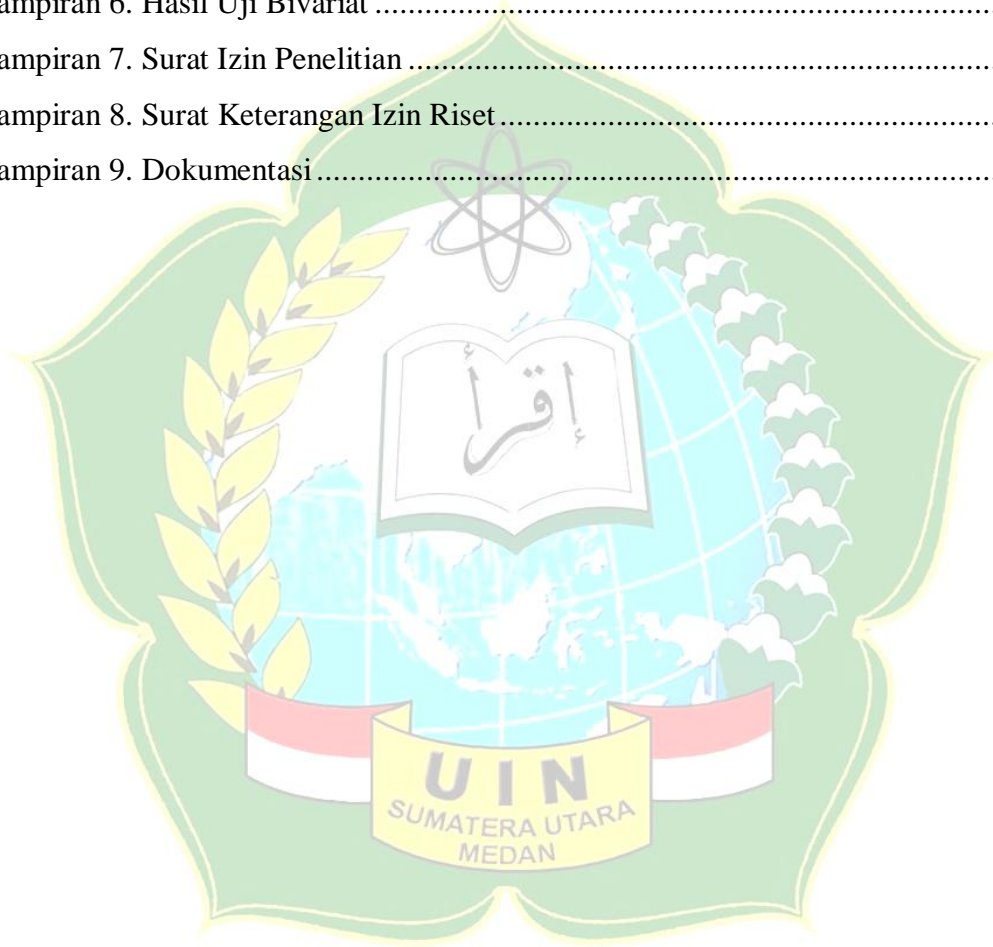 ampiran 6. Hasil Uji Bivariat ........................................................................
ampiran 7. Surat Izin Penelitian ....................................................................
ampiran 8. Surat Keterangan Izin Riset .........................................................
ampiran 9. Dokumentasi ................................................................................
إقرأ
UIN
SUMATERA UTARA
MEDAN